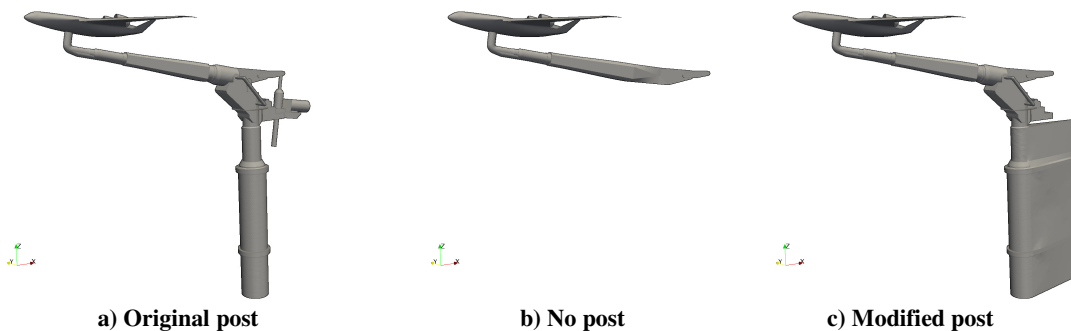 a) Original post
b) No post
c) Modified post
Z
Y
X
Z
Y
X
Z
Y
X